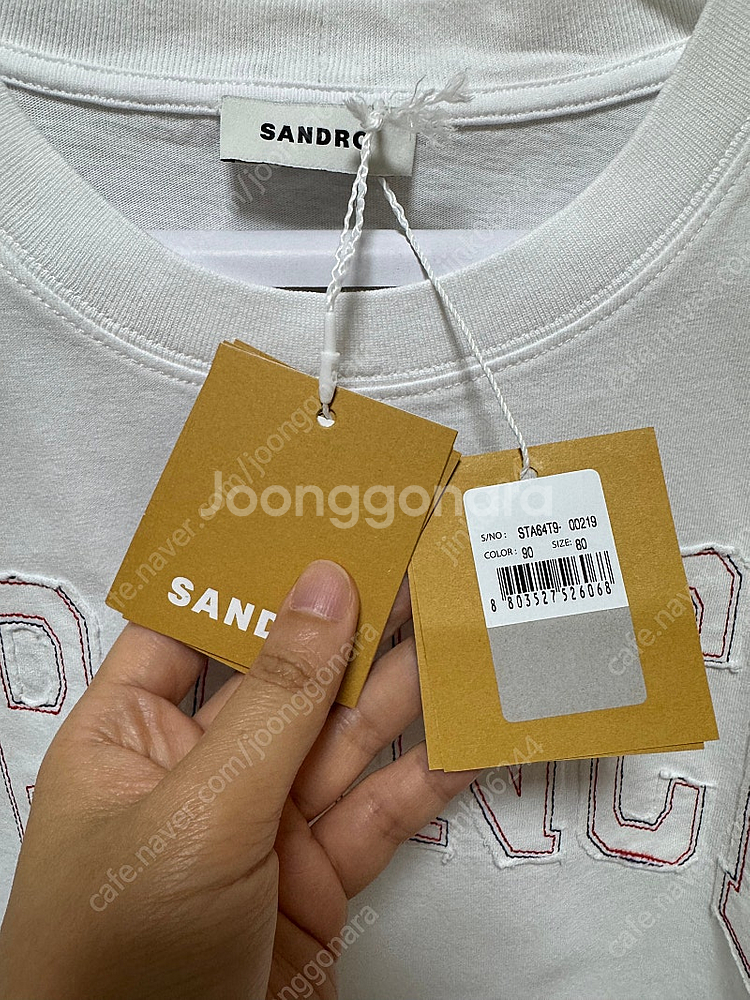 SANDRO
Joonggonara
SAND
S/NO : STA64T9- 00219
COLOR : 90 SIZE: 80
8 803527 526068
cafe.naver.com/joonggonara